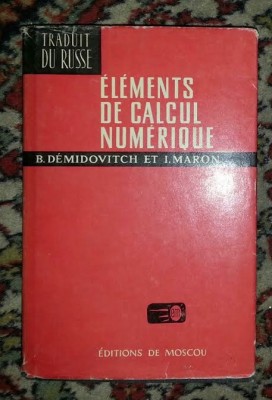 TRADUIT
DU RUSSE
ÉLÉMENTS
DE CALCUL
NUMÉRIQUE
B. DÉMIDOVITCH ET I. MARON
ÉDITIONS DE MOSCOU